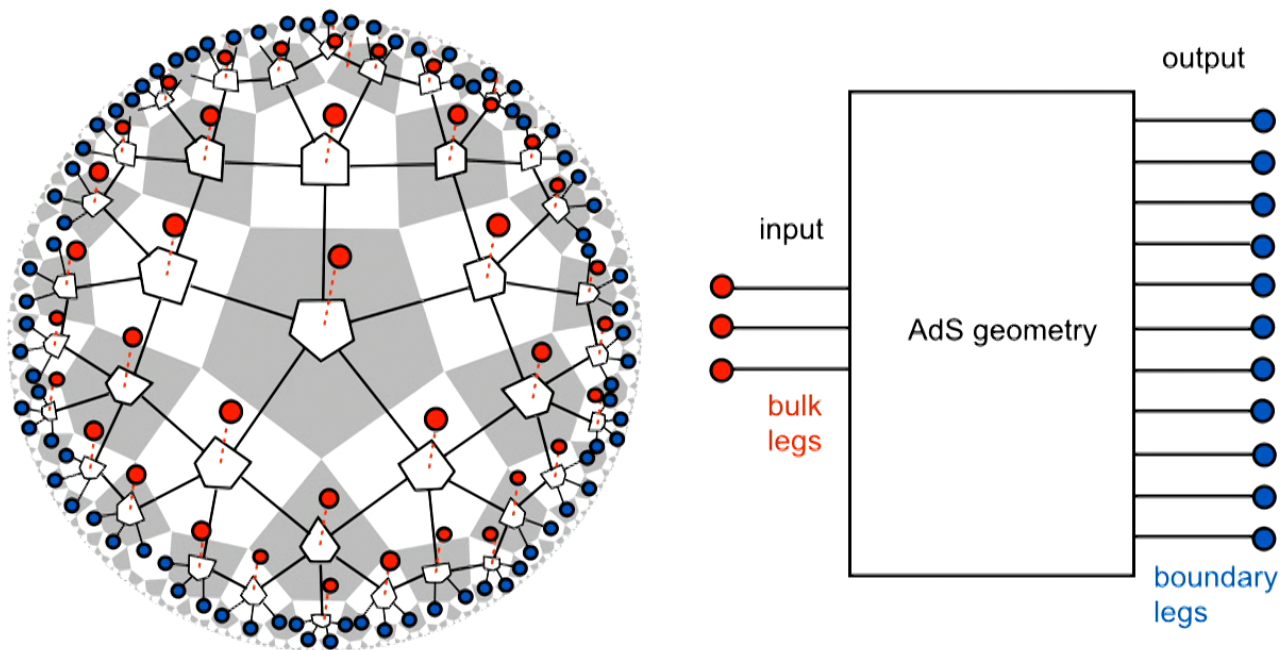 output
input
AdS geometry
bulk
legs
boundary
legs